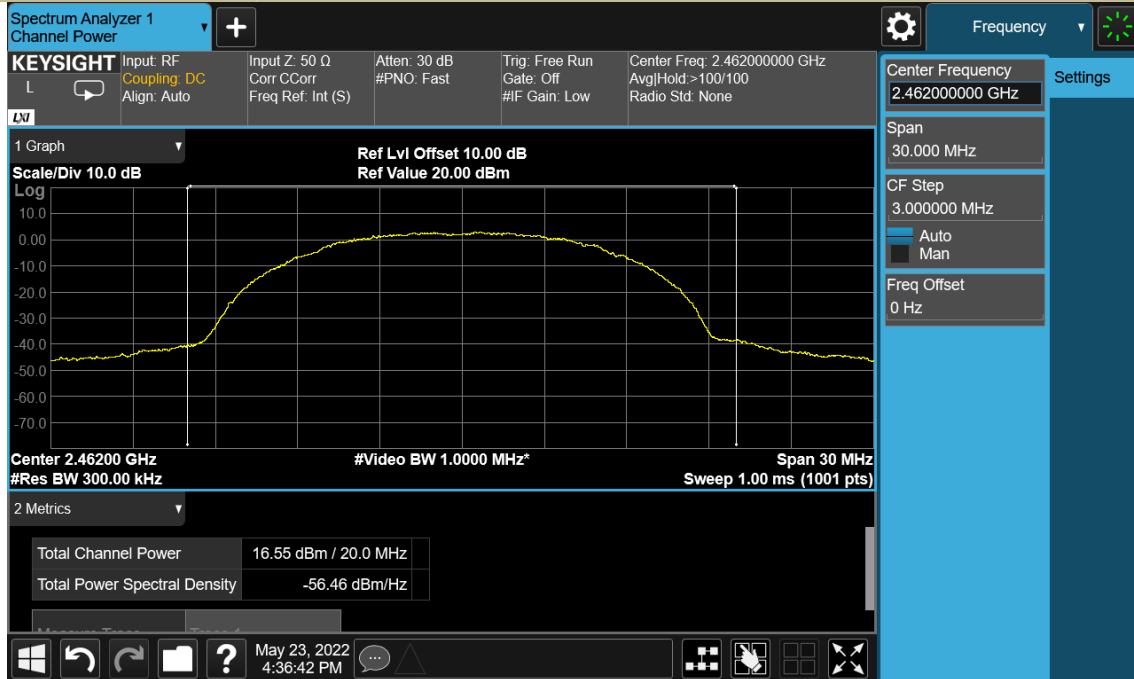 Spectrum Analyzer 1
Channel Power
+
Frequency
KEYSIGHT
L
LXI
Input: RF
Coupling: DC
Align: Auto
Input Z: 50 Ω
Corr CCorr
Freq Ref: Int (S)
Atten: 30 dB
#PNO: Fast
Trig: Free Run
Gate: Off
#IF Gain: Low
Center Freq: 2.462000000 GHz
Avg|Hold:>100/100
Radio Std: None
Center Frequency
2.462000000 GHz
Settings
Span
30.000 MHz
CF Step
3.000000 MHz
Auto
Man
Freq Offset
0 Hz
1 Graph
Scale/Div 10.0 dB
Ref Lvl Offset 10.00 dB
Ref Value 20.00 dBm
Log
10.0
0.00
-10.0
-20.0
-30.0
-40.0
-50.0
-60.0
-70.0
Center 2.46200 GHz
#Video BW 1.0000 MHz*
Span 30 MHz
#Res BW 300.00 kHz
Sweep 1.00 ms (1001 pts)
2 Metrics
Total Channel Power 16.55 dBm / 20.0 MHz
Total Power Spectral Density -56.46 dBm/Hz
?
May 23, 2022
4:36:42 PM